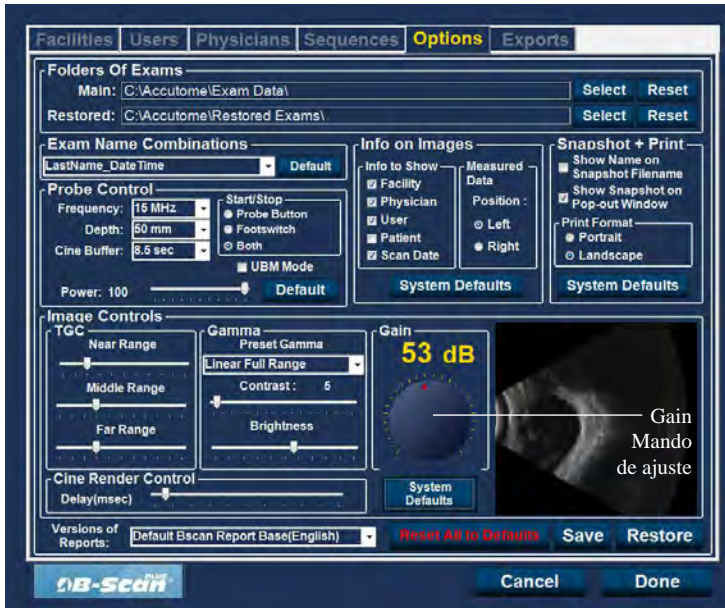 Facilities Users Physicians Sequences Options Exports
Folders Of Exams
Main: C:\Accutome\Exam Data\ Select Reset
Restored: C:\Accutome\Restored Exams\ Select Reset
Exam Name Combinations
LastName_DateTime Default
Probe Control
Frequency: 15 MHz
Depth: 50 mm
Cine Buffer: 8.5 sec
Start/Stop
Probe Button
Footswitch
Both
UBM Mode
Power: 100 Default
Info on Images
Info to Show
Facility
Physician
User
Patient
Scan Date
Measured
Data
Position :
Left
Right
System Defaults
Snapshot + Print
Show Name on
Snapshot Filename
Show Snapshot on
Pop-out Window
Print Format
Portrait
Landscape
System Defaults
Image Controls
TGC
Near Range
Middle Range
Far Range
Gamma
Preset Gamma
Linear Full Range
Contrast : 5
Brightness
Gain
53 dB
Gain
Mando
de ajuste
Cine Render Control
Delay(msec)
System
Defaults
Versions of
Reports: Default Bscan Report Base(English) Reset All to Defaults Save Restore
B-Scan PLUS Cancel Done